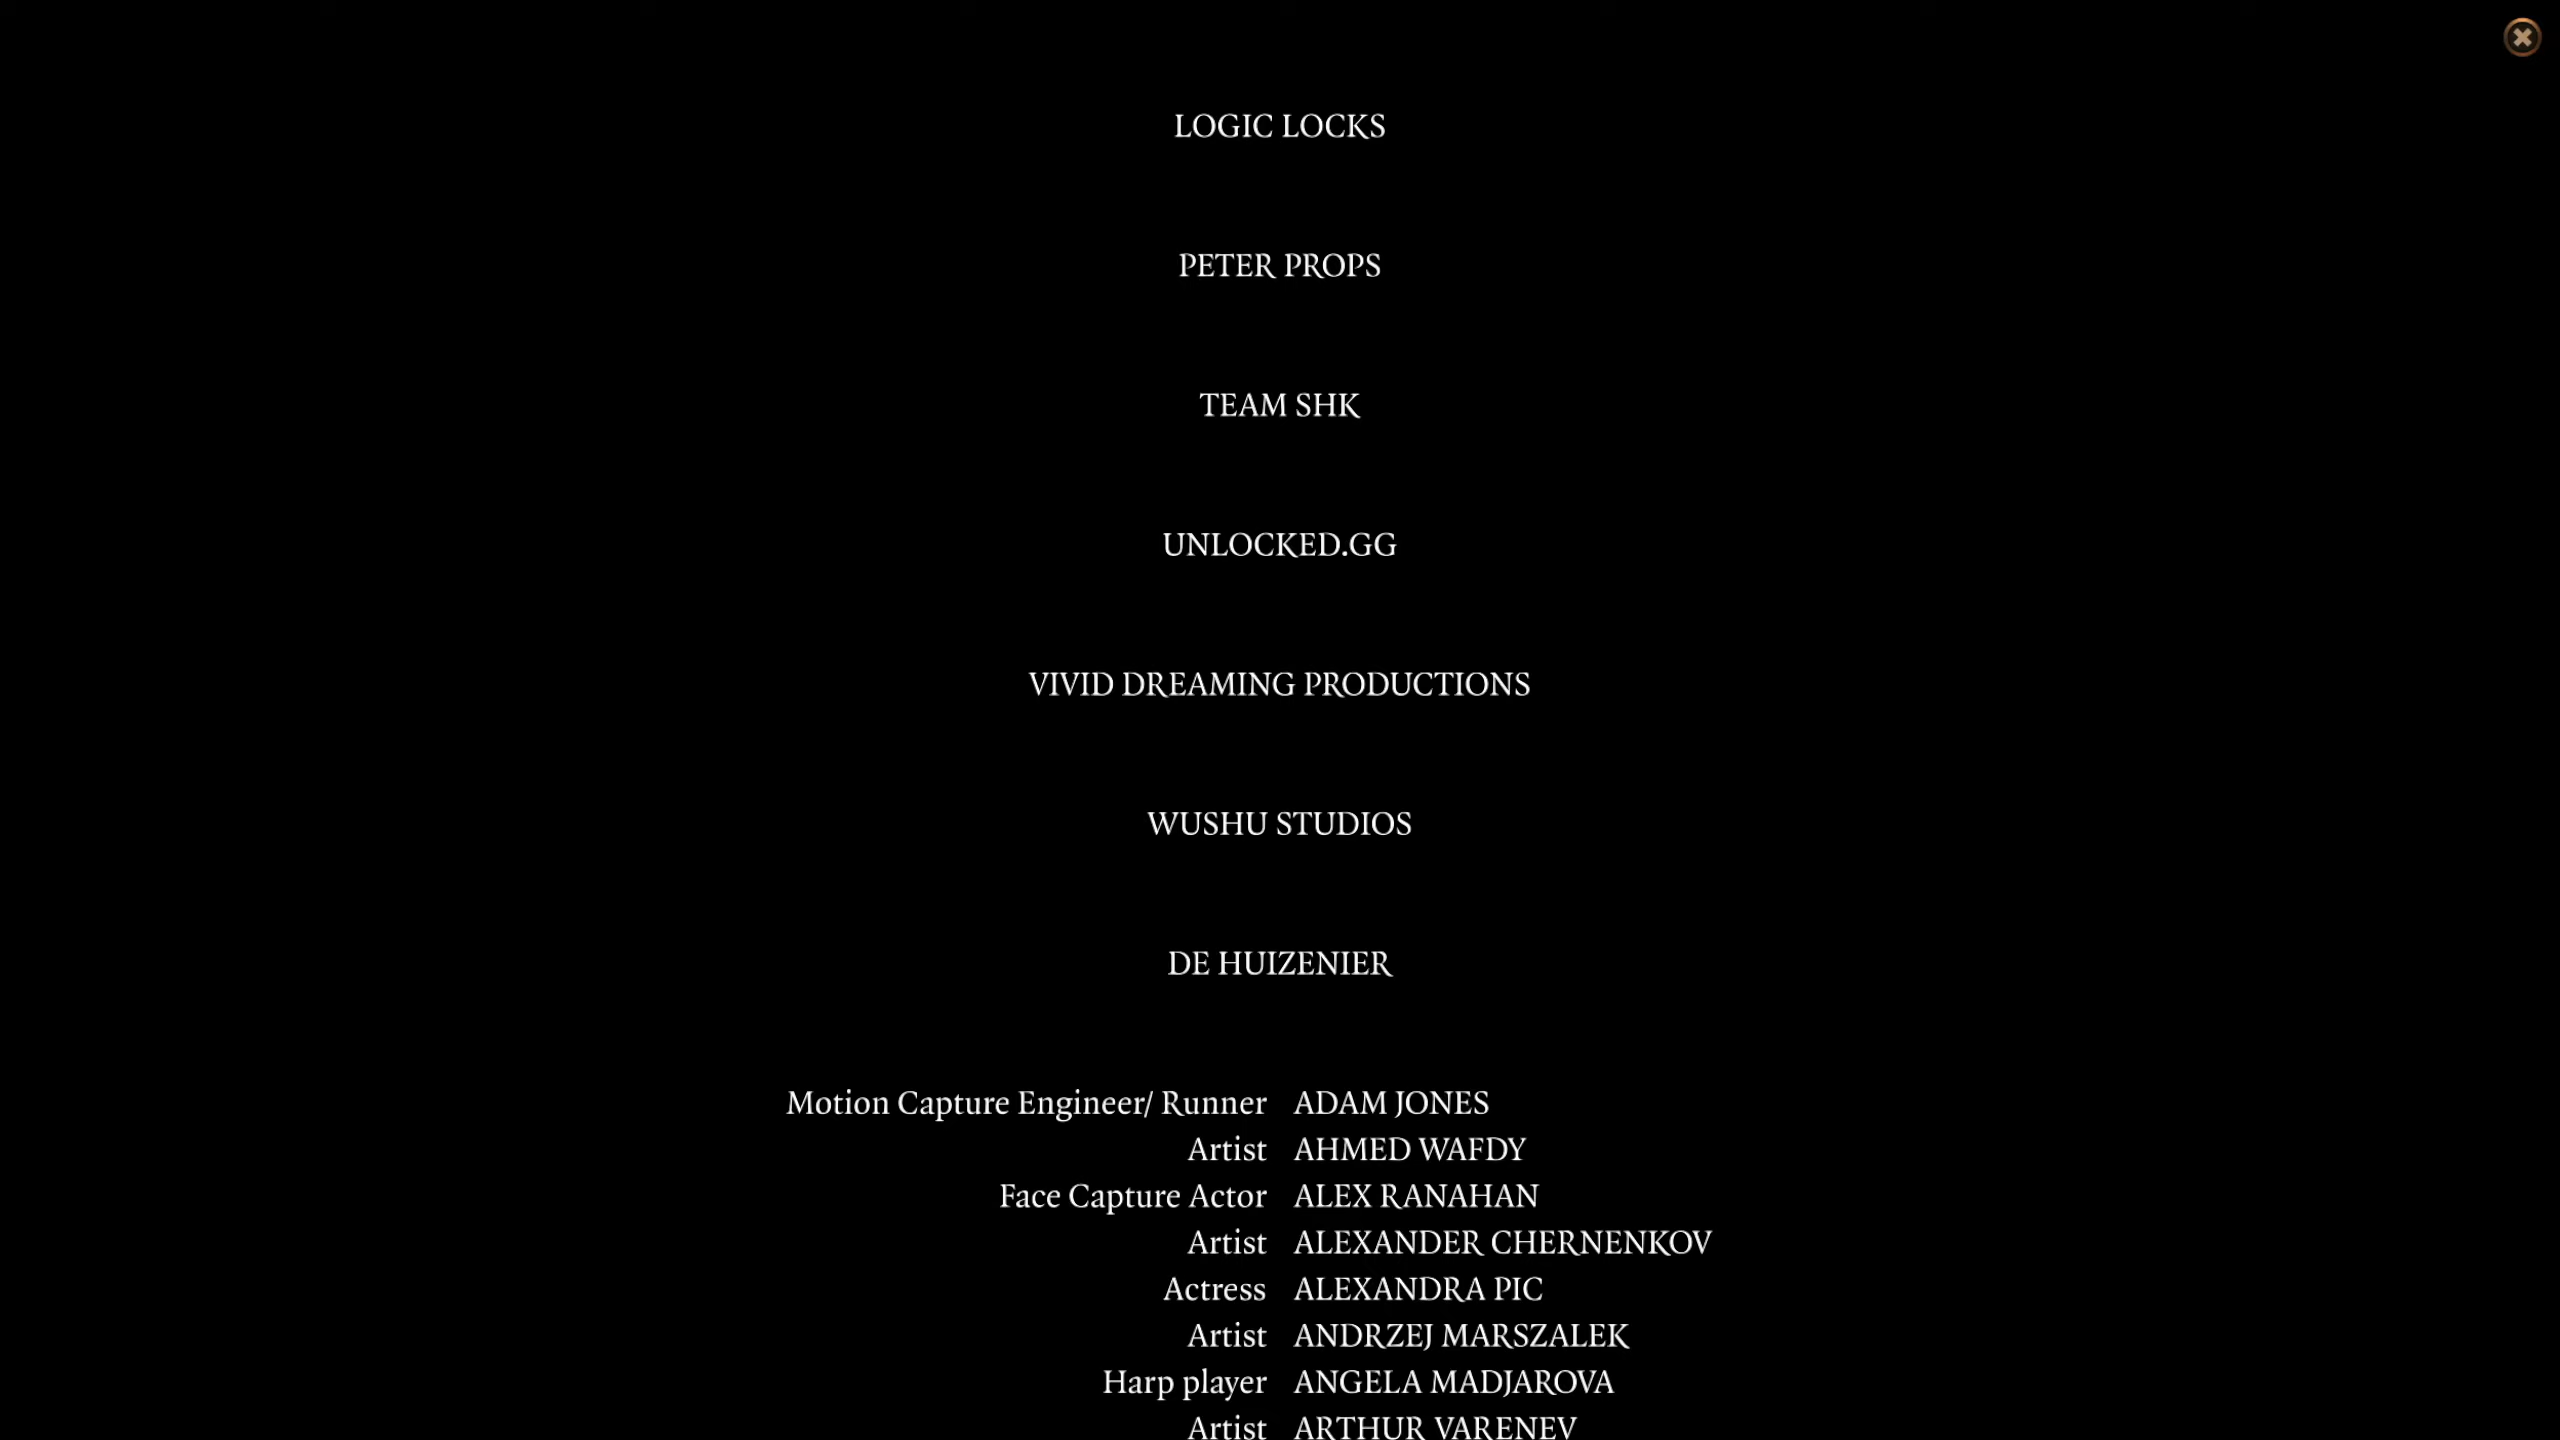 LOGIC LOCKS
PETER PROPS
TEAM SHK
UNLOCKED.GG
VIVID DREAMING PRODUCTIONS
WUSHU STUDIOS
DE HUIZENIER
Motion Capture Engineer/ Runner ADAM JONES
Artist AHMED WAFDY
Face Capture Actor ALEX RANAHAN
Artist ALEXANDER CHERNENKOV
Actress ALEXANDRA PIC
Artist ANDRZEJ MARSZALEK
Harp player ANGELA MADJAROVA
Artist ARTHUR VARENEV